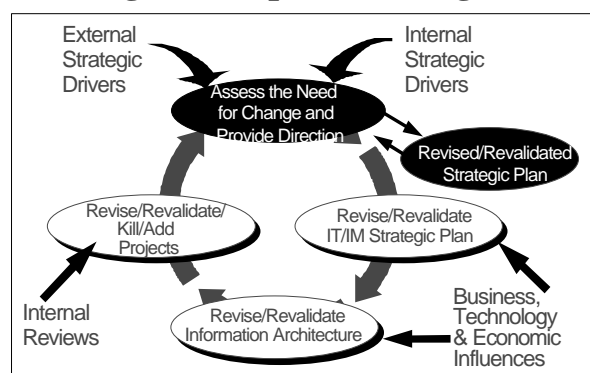 External
Strategic
Drivers
Internal
Strategic
Drivers
Assess the Need
for Change and
Provide Direction
Revised/Revalidated
Strategic Plan
Revise/Revalidate/
Kill/Add
Projects
Revise/Revalidate
IT/IM Strategic Plan
Internal
Reviews
Revise/Revalidate
Information Architecture
Business,
Technology
& Economic
Influences